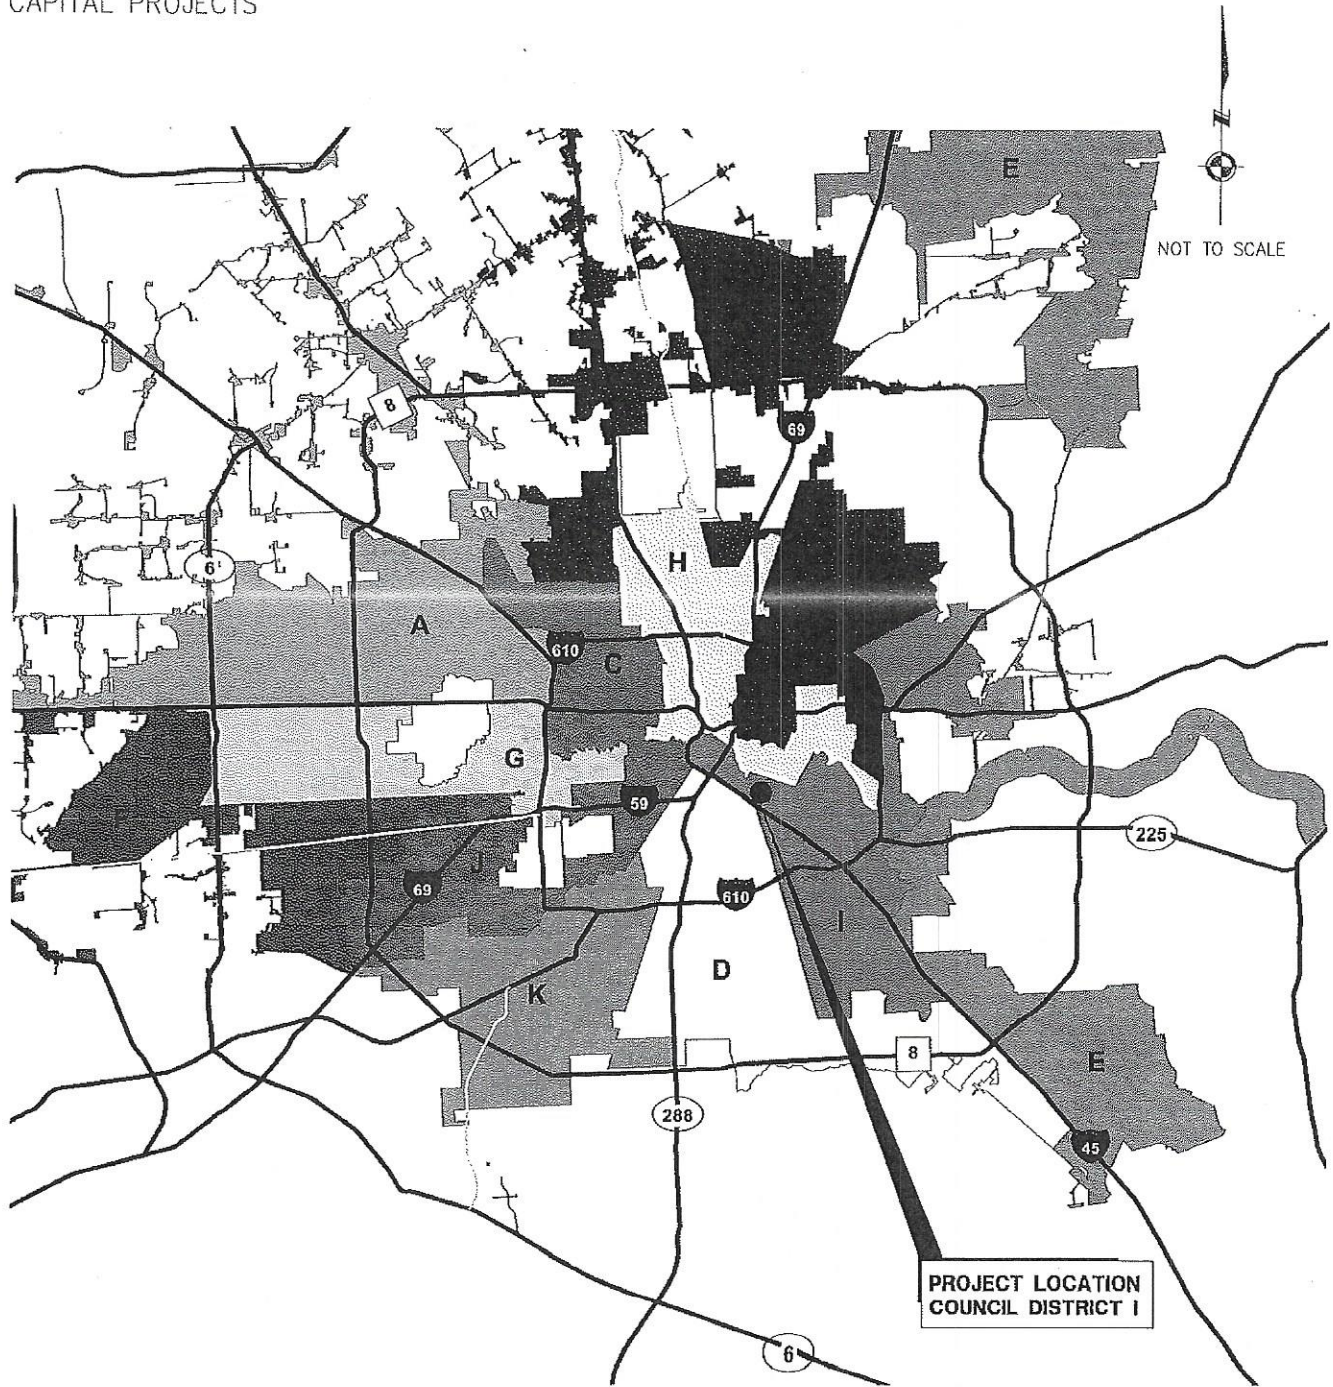 CAPITAL PROJECTS
N
NOT TO SCALE
E
8
69
6
H
A
610
C
G
59
225
F
J
69
610
I
D
K
8
E
288
45
PROJECT LOCATION
COUNCIL DISTRICT I
6